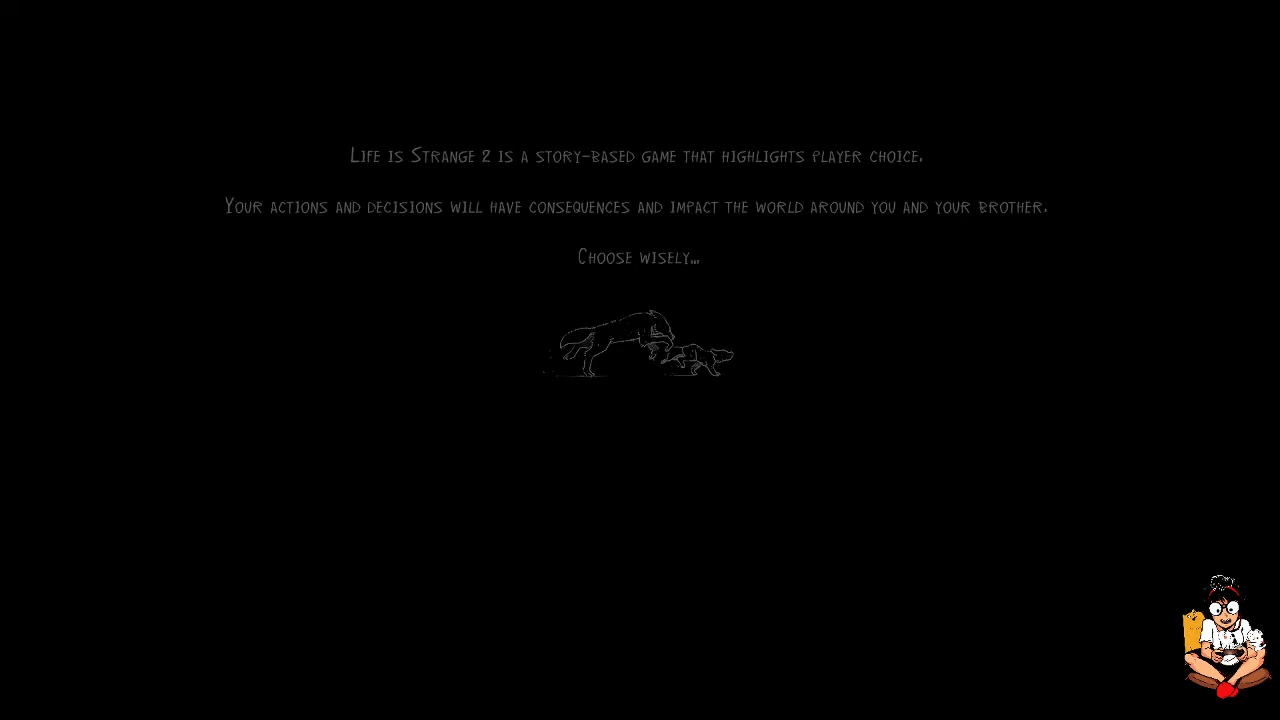 Life is Strange 2 is a story-based game that highlights player choice.
Your actions and decisions will have consequences and impact the world around you and your brother.
Choose wisely...